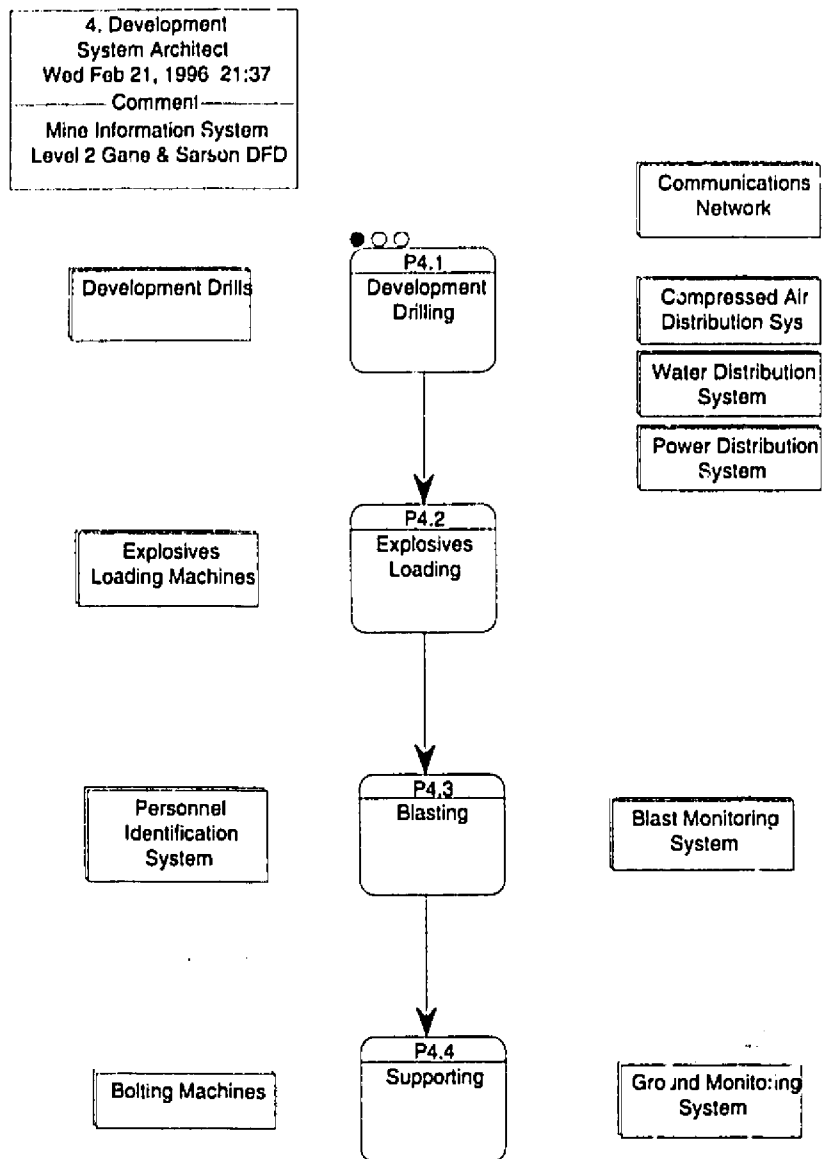 4. Development
System Architect
Wed Feb 21, 1996 21:37
Comment
Mine Information System
Level 2 Gane & Sarson DFD
Communications
Network
P4.1
Development
Drilling
Development Drills
Compressed Air
Distribution Sys
Water Distribution
System
Power Distribution
System
P4.2
Explosives
Loading
Explosives
Loading Machines
P4.3
Blasting
Personnel
Identification
System
Blast Monitoring
System
P4.4
Supporting
Bolting Machines
Ground Monitoring
System